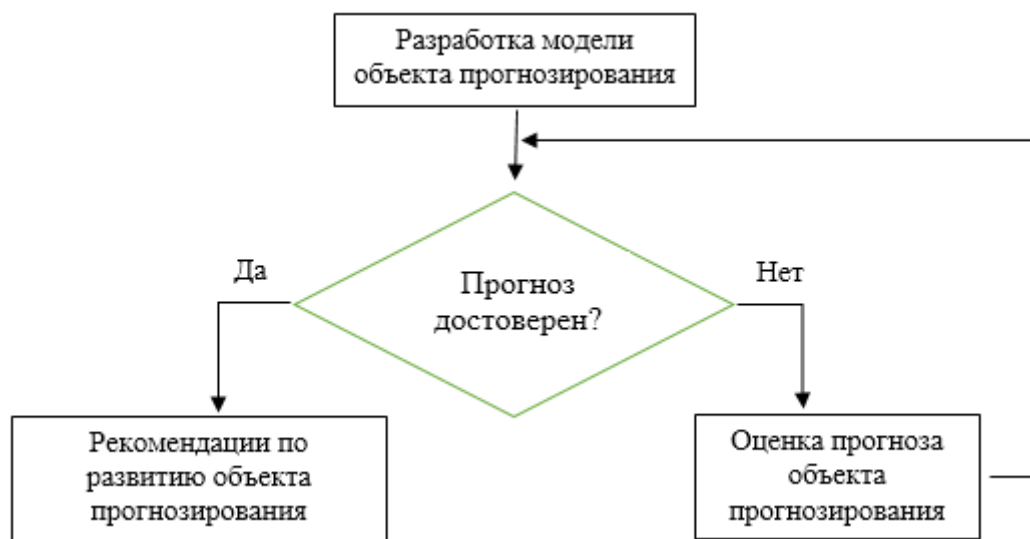 Разработка модели
объекта прогнозирования
Да
Прогноз
достоверен?
Нет
Рекомендации по
развитию объекта
прогнозирования
Оценка прогноза
объекта
прогнозирования